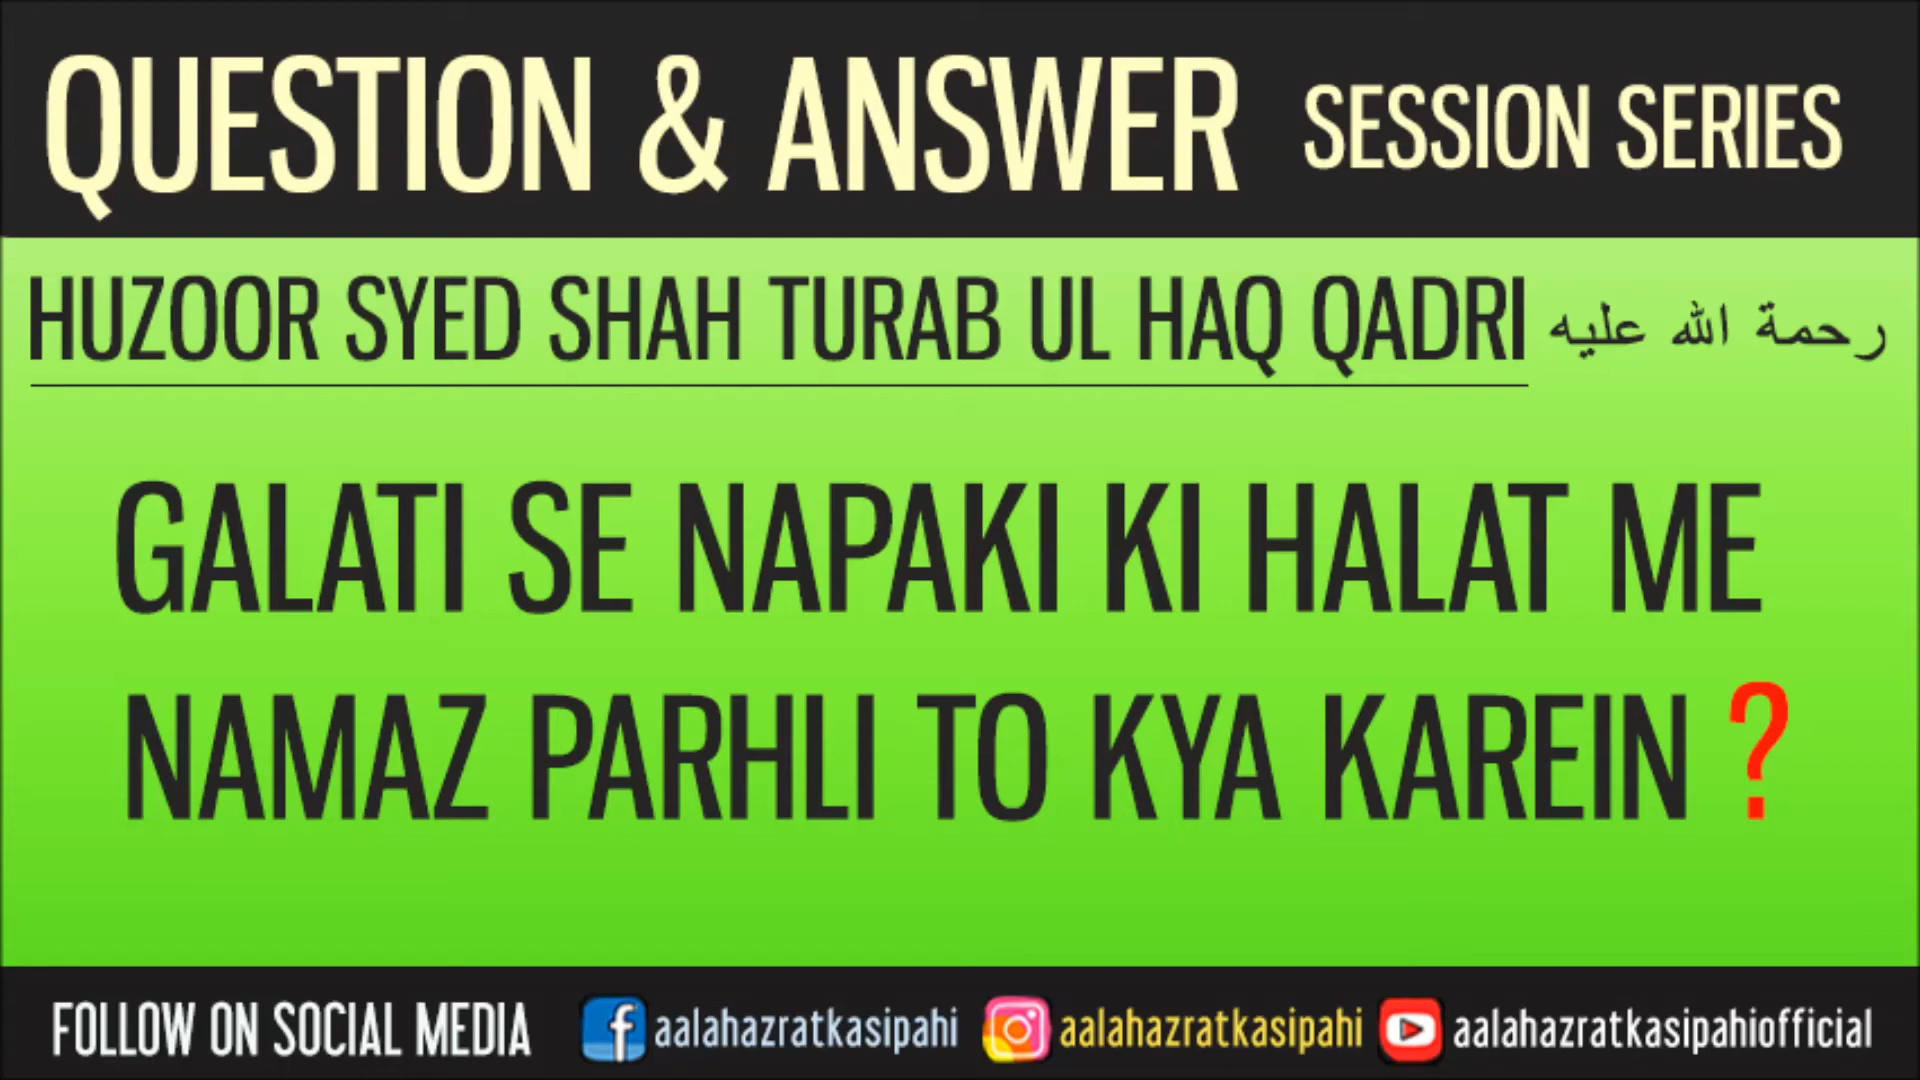 QUESTION & ANSWER SESSION SERIES
HUZOOR SYED SHAH TURAB UL HAQ QADRI رحمة الله عليه
GALATI SE NAPAKI KI HALAT ME
NAMAZ PARHLI TO KYA KAREIN ?
FOLLOW ON SOCIAL MEDIA aalahazratkasipahi aalahazratkasipahi aalahazratkasipahiofficial